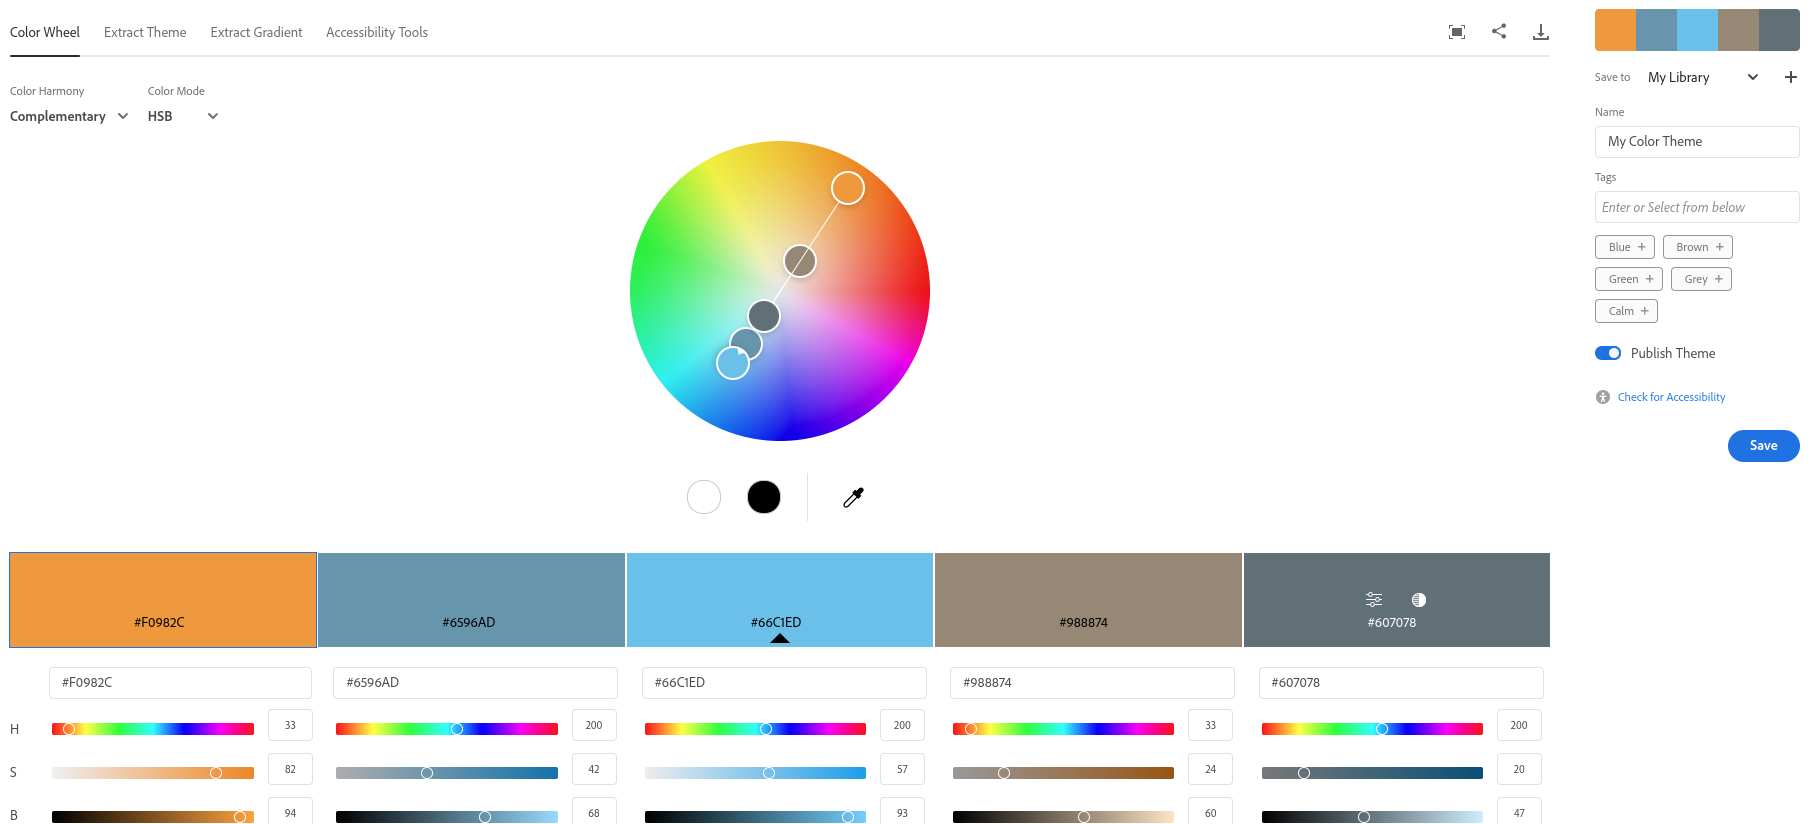 Color Wheel Extract Theme Extract Gradient Accessibility Tools
Color Harmony Color Mode
Complementary HSB
#F0982C #6596AD #66C1ED #988874 #607078
#F0982C #6596AD #66C1ED #988874 #607078
H 33 200 200 33 200
S 82 42 57 24 20
B 94 68 93 60 47
Save to My Library
Name
My Color Theme
Tags
Enter or Select from below
Blue + Brown +
Green + Grey +
Calm +
Publish Theme
Check for Accessibility
Save